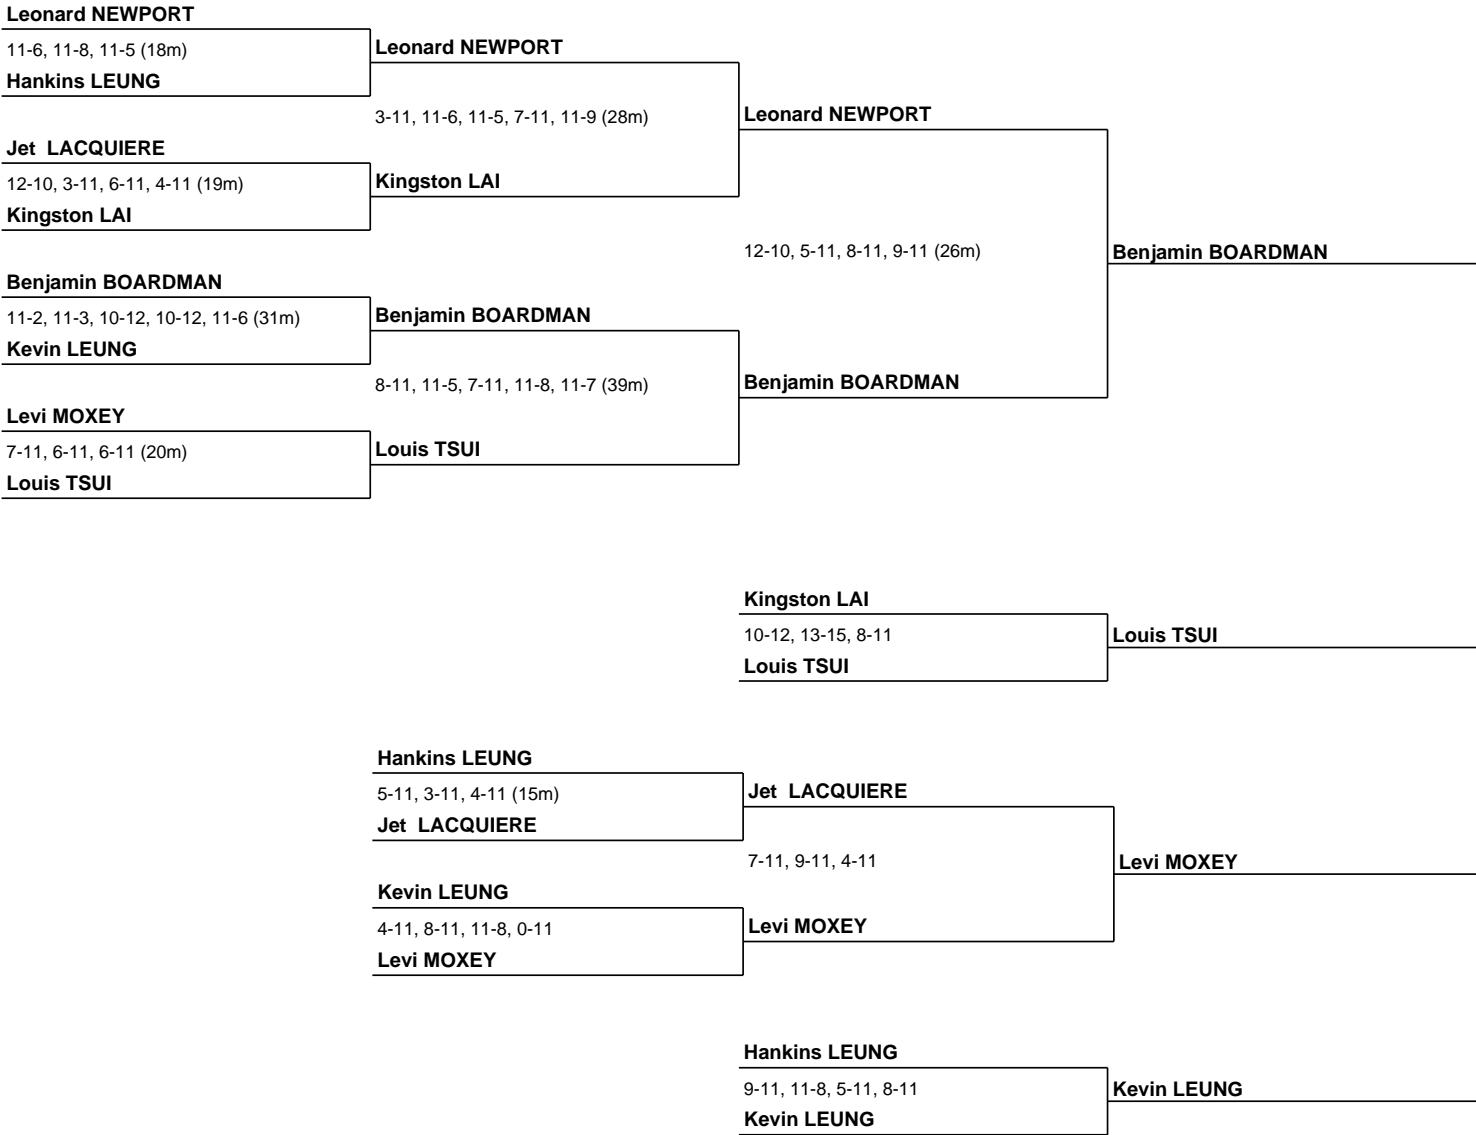 Leonard NEWPORT
11-6, 11-8, 11-5 (18m)
Hankins LEUNG
Jet  LACQUIERE
12-10, 3-11, 6-11, 4-11 (19m)
Kingston LAI
Benjamin BOARDMAN
11-2, 11-3, 10-12, 10-12, 11-6 (31m)
Kevin LEUNG
Levi MOXEY
7-11, 6-11, 6-11 (20m)
Louis TSUI
Leonard NEWPORT
3-11, 11-6, 11-5, 7-11, 11-9 (28m)
Kingston LAI
Benjamin BOARDMAN
8-11, 11-5, 7-11, 11-8, 11-7 (39m)
Louis TSUI
Leonard NEWPORT
12-10, 5-11, 8-11, 9-11 (26m)
Benjamin BOARDMAN
Benjamin BOARDMAN
Kingston LAI
10-12, 13-15, 8-11
Louis TSUI
Louis TSUI
Hankins LEUNG
5-11, 3-11, 4-11 (15m)
Jet  LACQUIERE
Kevin LEUNG
4-11, 8-11, 11-8, 0-11
Levi MOXEY
Jet  LACQUIERE
7-11, 9-11, 4-11
Levi MOXEY
Levi MOXEY
Hankins LEUNG
9-11, 11-8, 5-11, 8-11
Kevin LEUNG
Kevin LEUNG